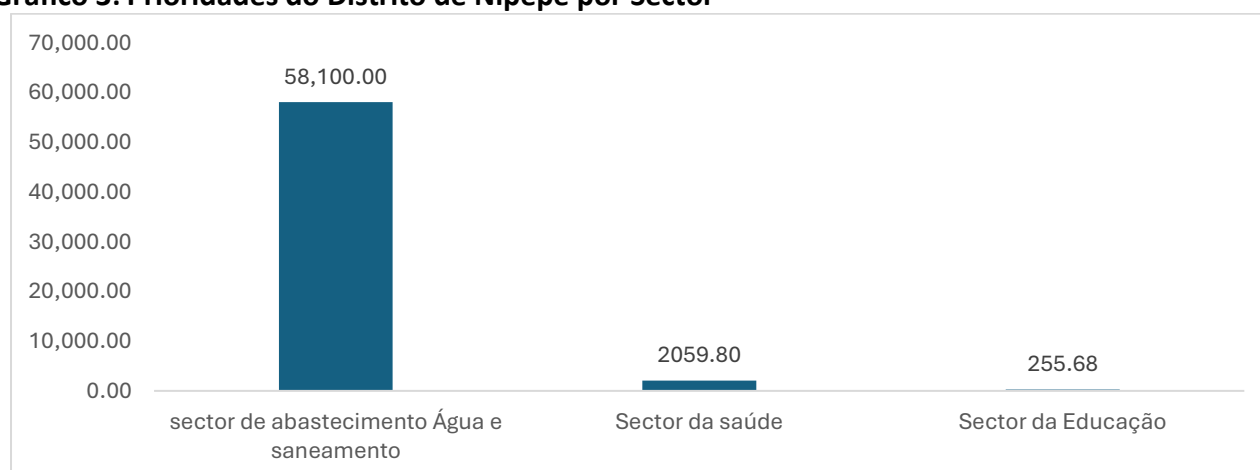 Gráfico 3: Prioridades do Distrito de Nipepe por Sector
70,000.00
60,000.00
50,000.00
40,000.00
30,000.00
20,000.00
10,000.00
0.00
58,100.00
2059.80
255.68
sector de abastecimento Água e
saneamento
Sector da saúde
Sector da Educação